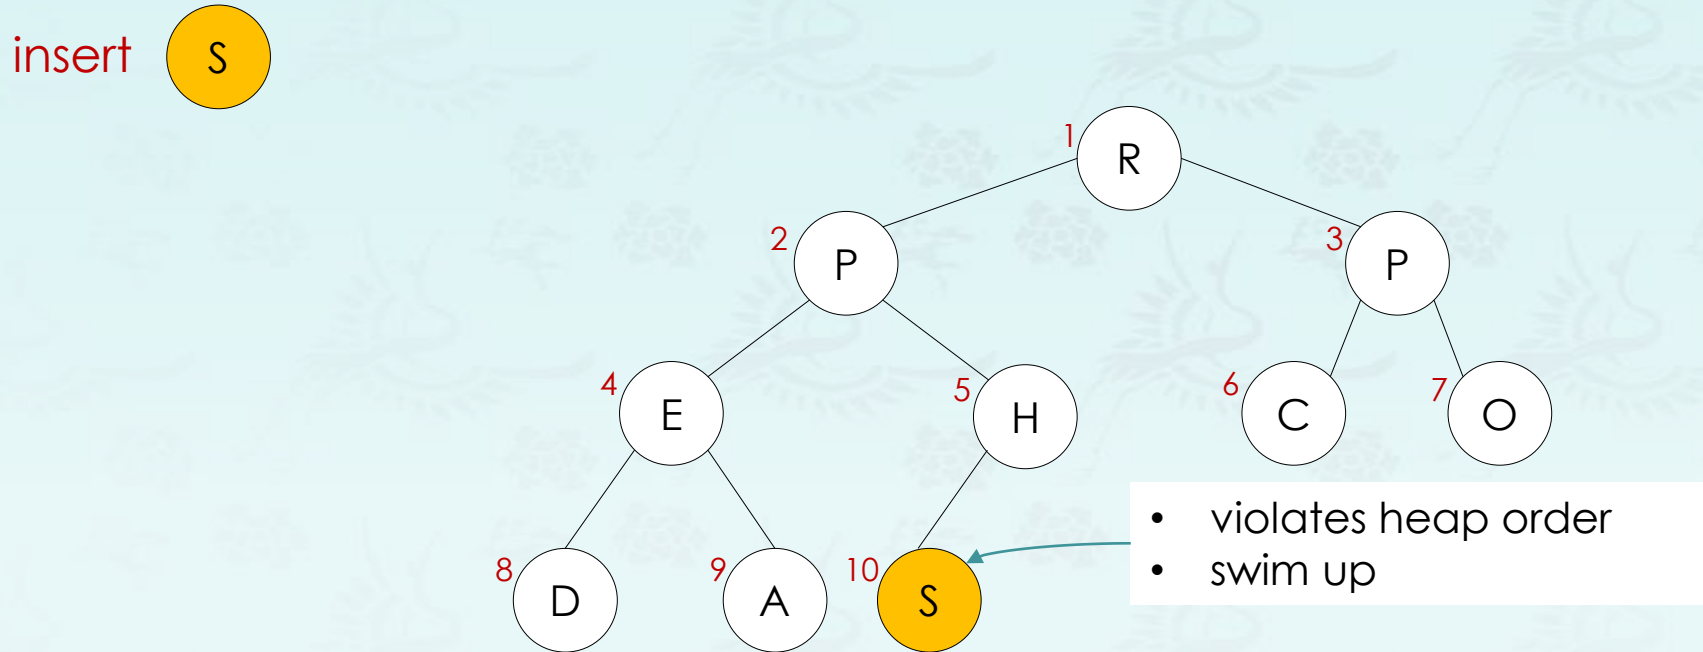 insert S
1 R
2 P 3 P
4 E 5 H 6 C 7 O
• violates heap order
• swim up
8 D 9 A 10 S